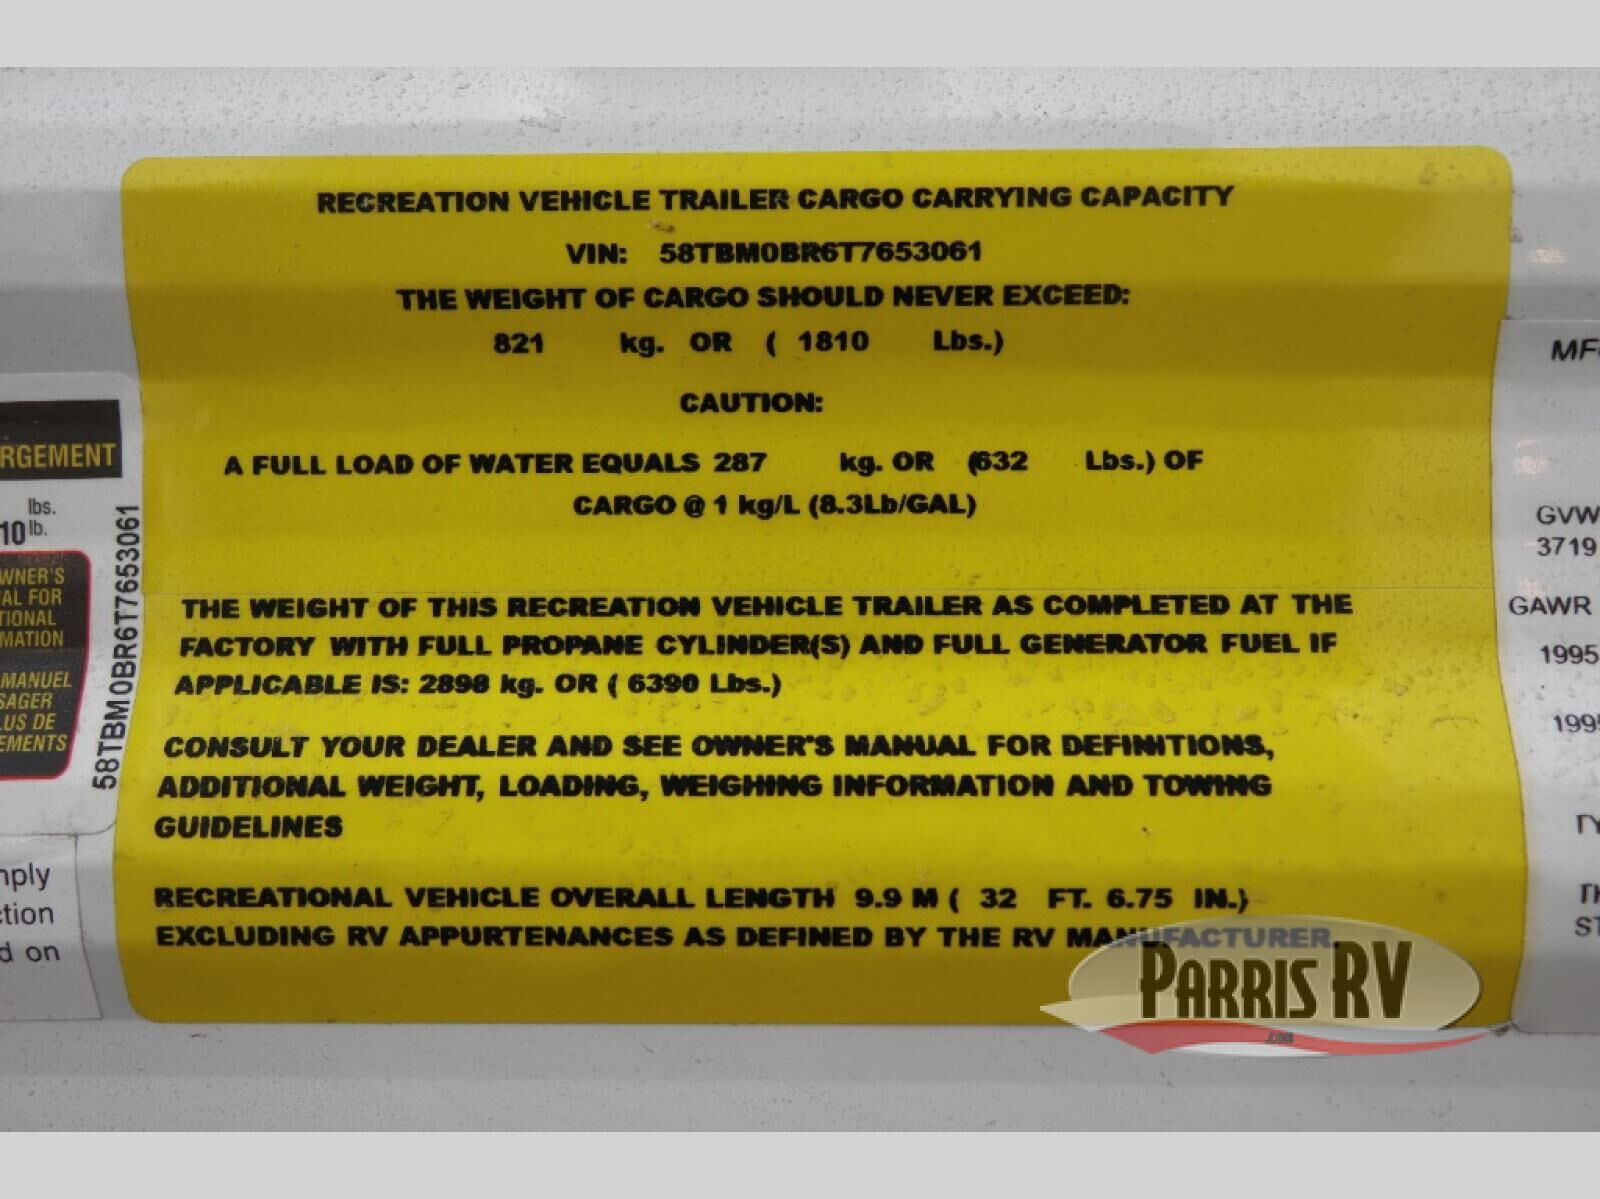 RECREATION VEHICLE TRAILER CARGO CARRYING CAPACITY
VIN: 58TBM0BR6T7653061
THE WEIGHT OF CARGO SHOULD NEVER EXCEED:
821 kg. OR ( 1810 Lbs.)
CAUTION:
A FULL LOAD OF WATER EQUALS 287 kg. OR (632 Lbs.) OF
CARGO @ 1 kg/L (8.3Lb/GAL)
THE WEIGHT OF THIS RECREATION VEHICLE TRAILER AS COMPLETED AT THE
FACTORY WITH FULL PROPANE CYLINDER(S) AND FULL GENERATOR FUEL IF
APPLICABLE IS: 2898 kg. OR ( 6390 Lbs.)
CONSULT YOUR DEALER AND SEE OWNER'S MANUAL FOR DEFINITIONS,
ADDITIONAL WEIGHT, LOADING, WEIGHING INFORMATION AND TOWING
GUIDELINES
RECREATIONAL VEHICLE OVERALL LENGTH 9.9 M ( 32 FT. 6.75 IN.)
EXCLUDING RV APPURTENANCES AS DEFINED BY THE RV MANUFACTURER.
PARRIS RV
.COM
RGEMENT
lbs.
10 lb.
WNER'S
AL FOR
TIONAL
MATION
MANUEL
SAGER
LUS DE
EMENTS
58TBM0BR6T7653061
mply
ction
d on
MF
GVW
3719
GAWR
1995
1995
TY
TH
ST